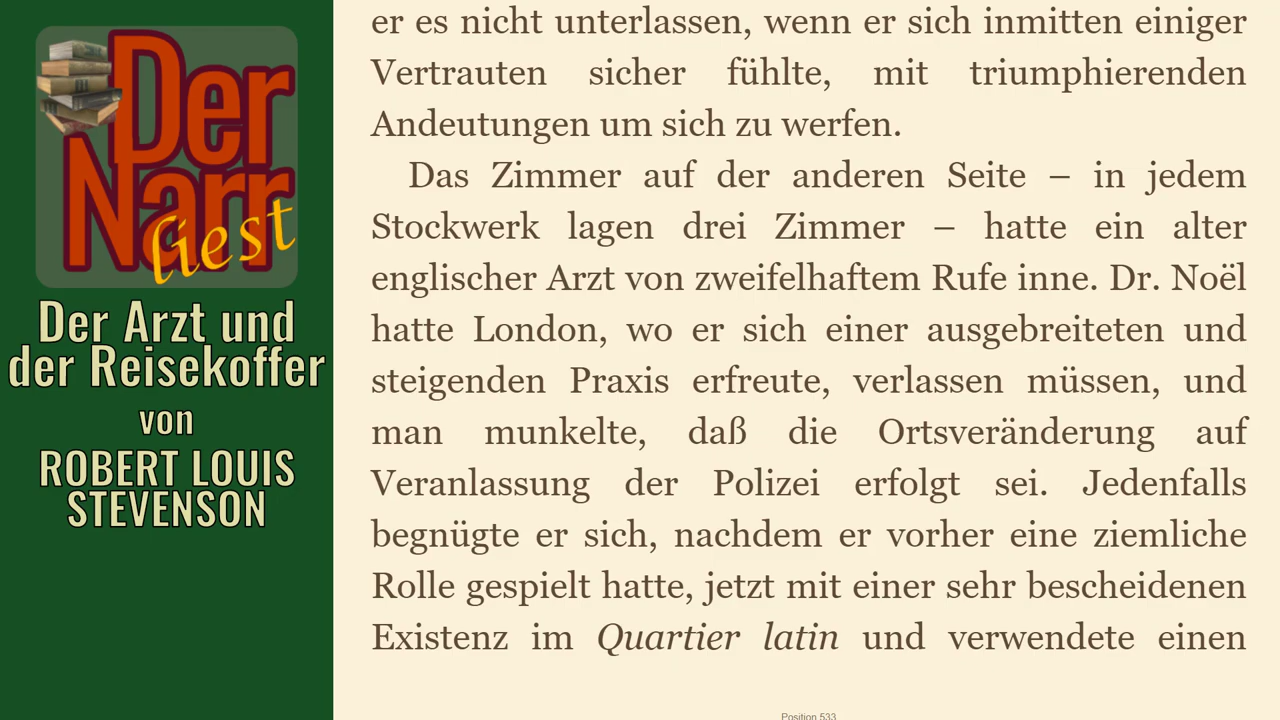 Der
Narr
liest
Der Arzt und
der Reisekoffer
von
ROBERT LOUIS
STEVENSON
er es nicht unterlassen, wenn er sich inmitten einiger
Vertrauten sicher fühlte, mit triumphierenden
Andeutungen um sich zu werfen.
Das Zimmer auf der anderen Seite – in jedem
Stockwerk lagen drei Zimmer – hatte ein alter
englischer Arzt von zweifelhaftem Rufe inne. Dr. Noël
hatte London, wo er sich einer ausgebreiteten und
steigenden Praxis erfreute, verlassen müssen, und
man munkelte, daß die Ortsveränderung auf
Veranlassung der Polizei erfolgt sei. Jedenfalls
begnügte er sich, nachdem er vorher eine ziemliche
Rolle gespielt hatte, jetzt mit einer sehr bescheidenen
Existenz im Quartier latin und verwendete einen
Position 533